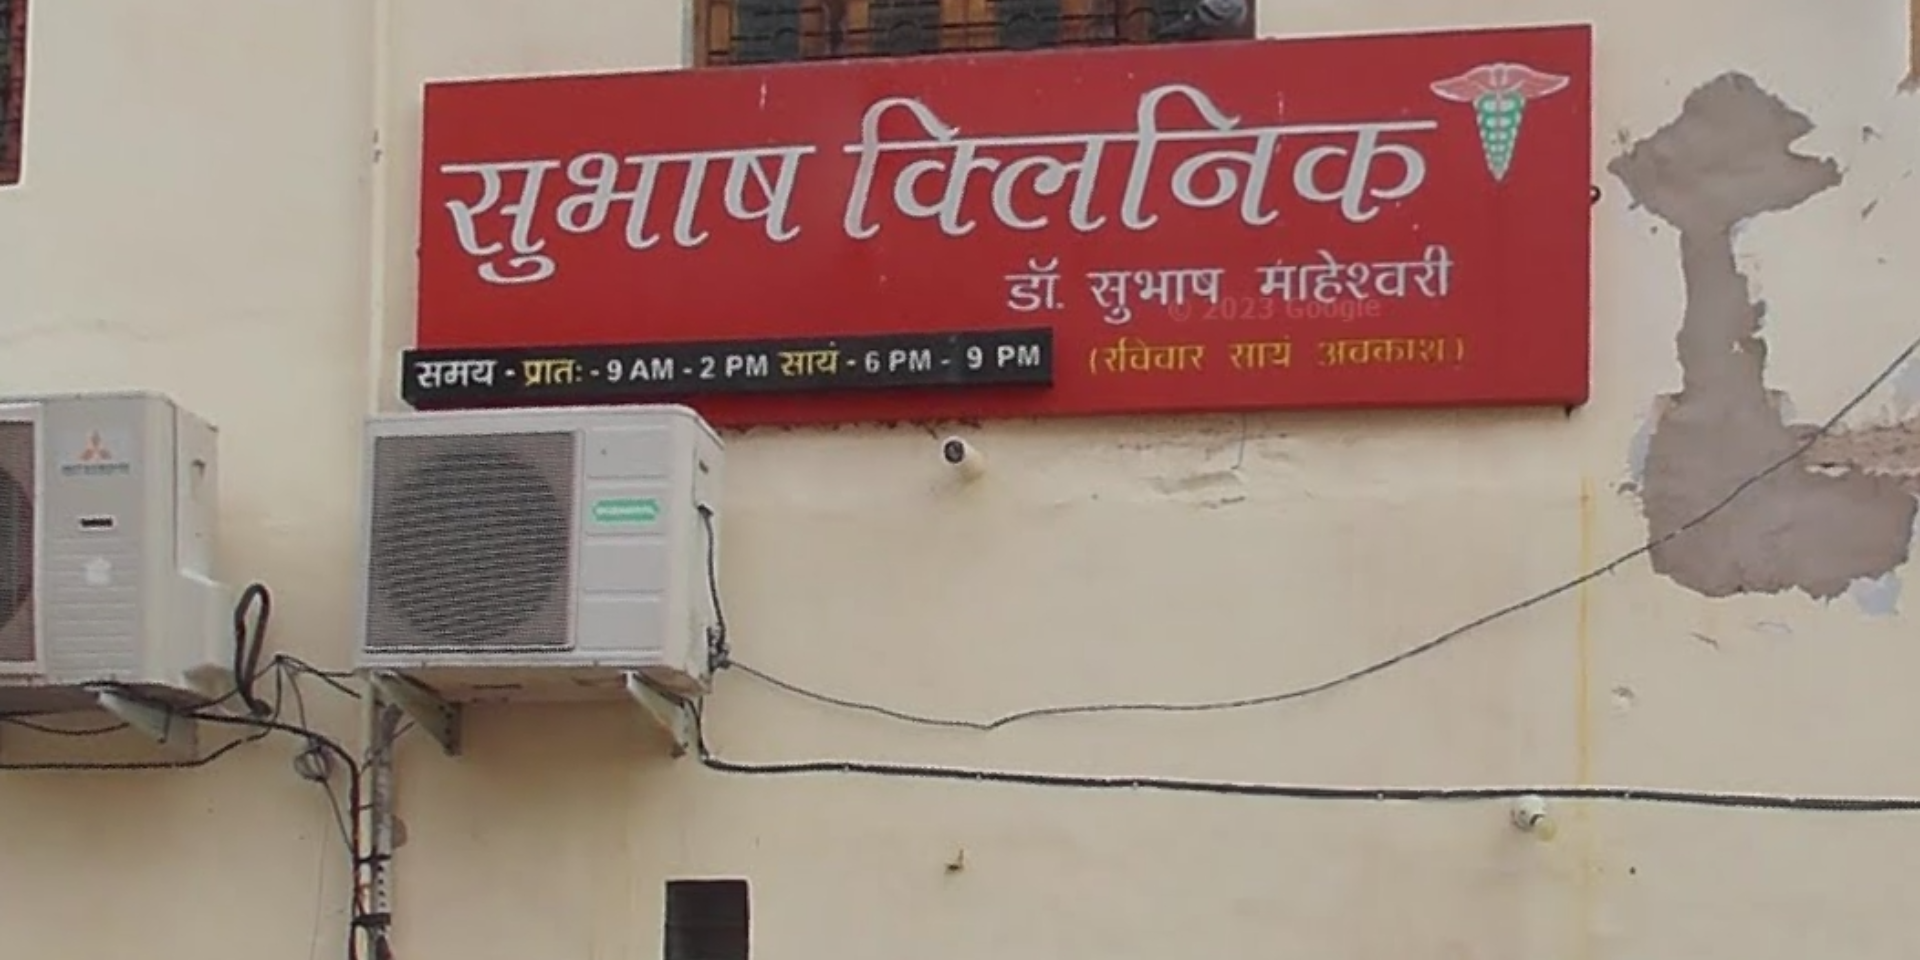 सुभाष क्लिनिक
डॉ. सुभाष माहेश्वरी
© 2023 Google
समय - प्रातः - 9 AM - 2 PM सायं - 6 PM - 9 PM
(रविवार सायं अवकाश)